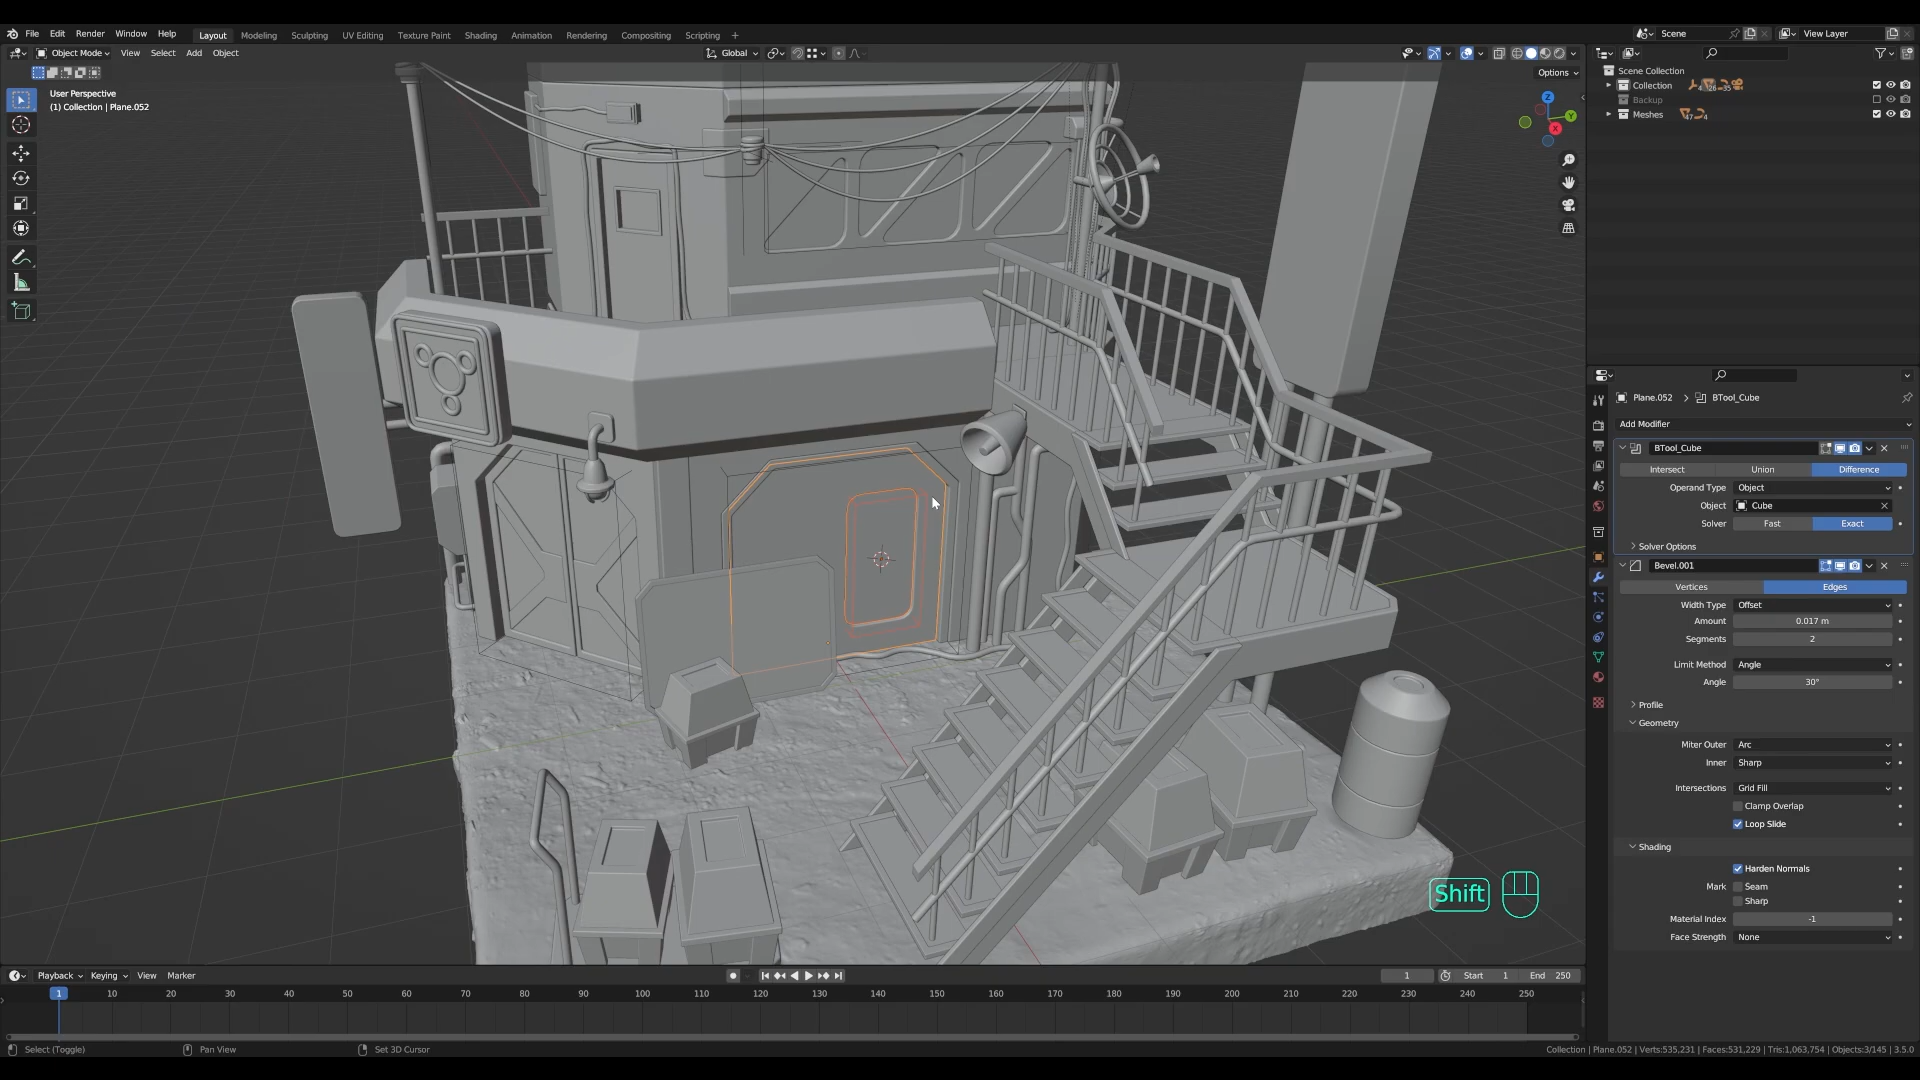 File Edit Render Window Help Layout Modeling Sculpting UV Editing Texture Paint Shading Animation Rendering Compositing Scripting +
Scene View Layer
Object Mode View Select Add Object Global
Options
User Perspective
(1) Collection | Plane.052
Z
Y
X
Scene Collection
Collection
Backup
Meshes 47 4
Plane.052 > BTool_Cube
Add Modifier
BTool_Cube
Intersect Union Difference
Operand Type Object
Object Cube
Solver Fast Exact
Solver Options
Bevel.001
Vertices Edges
Width Type Offset
Amount 0.017 m
Segments 2
Limit Method Angle
Angle 30°
Profile
Geometry
Miter Outer Arc
Inner Sharp
Intersections Grid Fill
Clamp Overlap
Loop Slide
Shading
Harden Normals
Mark Seam
Sharp
Material Index -1
Face Strength None
Shift
Playback Keying View Marker 1 Start 1 End 250
1 10 20 30 40 50 60 70 80 90 100 110 120 130 140 150 160 170 180 190 200 210 220 230 240 250
Select (Toggle) Pan View Set 3D Cursor Collection | Plane.052 | Verts:535,231 | Faces:531,229 | Tris:1,063,754 | Objects:3/145 | 3.5.0